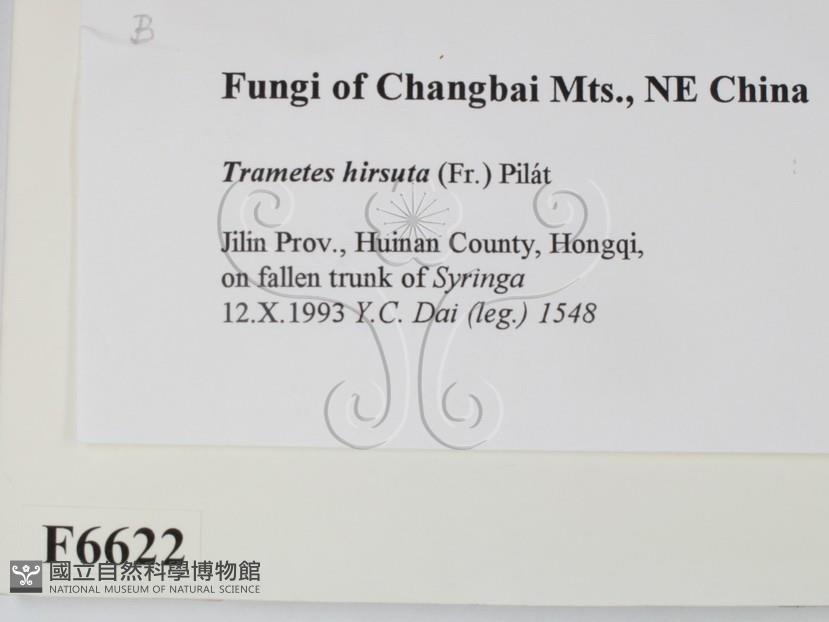 B
Fungi of Changbai Mts., NE China
Trametes hirsuta (Fr.) Pilát
Jilin Prov., Huinan County, Hongqi,
on fallen trunk of Syringa
12.X.1993 Y.C. Dai (leg.) 1548
F6622
國立自然科學博物館
NATIONAL MUSEUM OF NATURAL SCIENCE